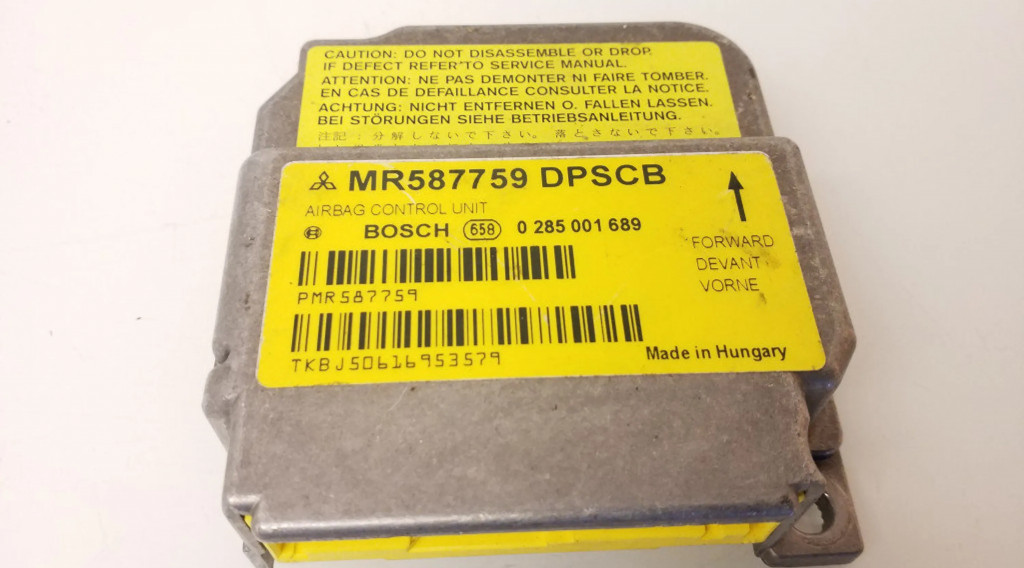 CAUTION: DO NOT DISASSEMBLE OR DROP.
IF DEFECT REFER TO SERVICE MANUAL.
ATTENTION: NE PAS DEMONTER NI FAIRE TOMBER.
EN CAS DE DEFAILLANCE CONSULTER LA NOTICE.
ACHTUNG: NICHT ENTFERNEN O. FALLEN LASSEN.
BEI STÖRUNGEN SIEHE BETRIEBSANLEITUNG.
注記：分解しないで下さい。落とさないで下さい。
MR587759 DPSCB
AIRBAG CONTROL UNIT
BOSCH 658 0 285 001 689
FORWARD
DEVANT
VORNE
PMR587759
TKBJ50616953579
Made in Hungary